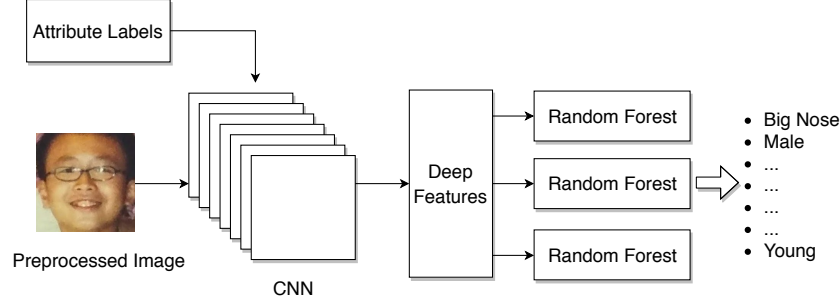 Attribute Labels
Preprocessed Image
CNN
Deep
Features
Random Forest
Random Forest
Random Forest
• Big Nose
• Male
• ...
• ...
• ...
• ...
• Young